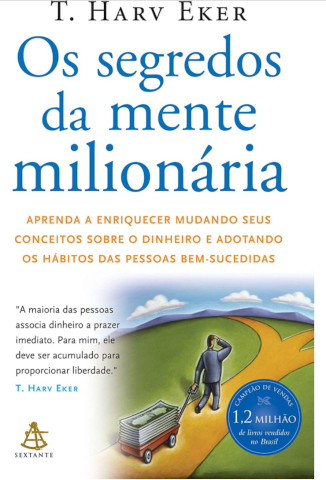 T. HARV EKER
Os segredos
da mente
milionária
APRENDA A ENRIQUECER MUDANDO SEUS
CONCEITOS SOBRE O DINHEIRO E ADOTANDO
OS HÁBITOS DAS PESSOAS BEM-SUCEDIDAS
"A maioria das pessoas
associa dinheiro a prazer
imediato. Para mim, ele
deve ser acumulado para
proporcionar liberdade."
T. HARV EKER
CAMPEÃO DE VENDAS
1,2 MILHÃO
de livros vendidos
no Brasil
SEXTANTE